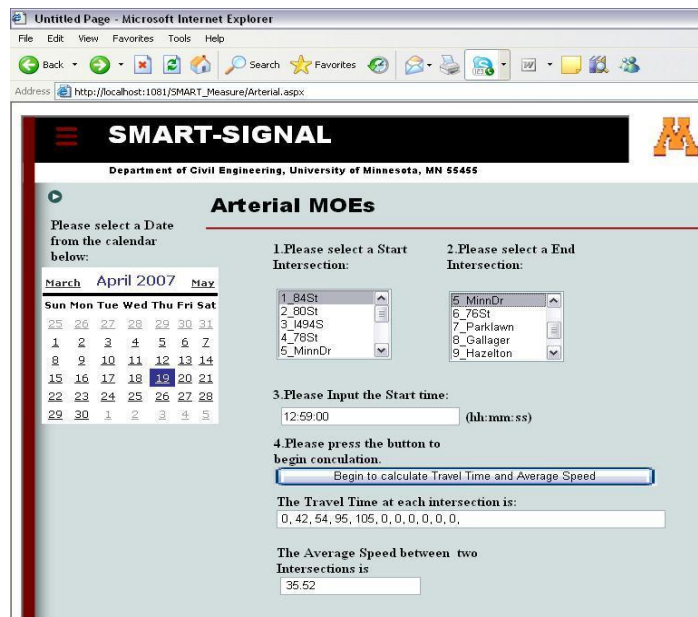 Untitled Page - Microsoft Internet Explorer
File Edit View Favorites Tools Help
Back Search Favorites
Address http://localhost:1081/SMART_Measure/Arterial.aspx
SMART-SIGNAL
M
Department of Civil Engineering, University of Minnesota, MN 55455
Arterial MOEs
Please select a Date
from the calendar
below:
March April 2007 May
Sun Mon Tue Wed Thu Fri Sat
25 26 27 28 29 30 31
1 2 3 4 5 6 7
8 9 10 11 12 13 14
15 16 17 18 19 20 21
22 23 24 25 26 27 28
29 30 1 2 3 4 5
1.Please select a Start
Intersection:
1_84St
2_80St
3_I494S
4_78St
5_MinnDr
2.Please select a End
Intersection:
5_MinnDr
6_76St
7_Parklawn
8_Gallager
9_Hazelton
3.Please Input the Start time:
12:59:00 (hh:mm:ss)
4.Please press the button to
begin conculation.
Begin to calculate Travel Time and Average Speed
The Travel Time at each intersection is:
0, 42, 54, 95, 105, 0, 0, 0, 0, 0, 0,
The Average Speed between two
Intersections is
35.52